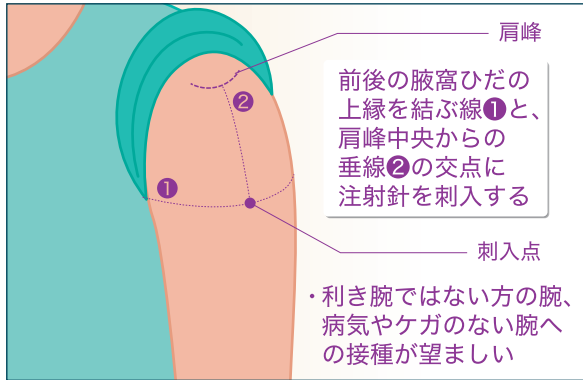 肩峰
前後の腋窩ひだの
上縁を結ぶ線❶と、
肩峰中央からの
垂線❷の交点に
注射針を刺入する
❷
❶
刺入点
・利き腕ではない方の腕、
病気やケガのない腕へ
の接種が望ましい